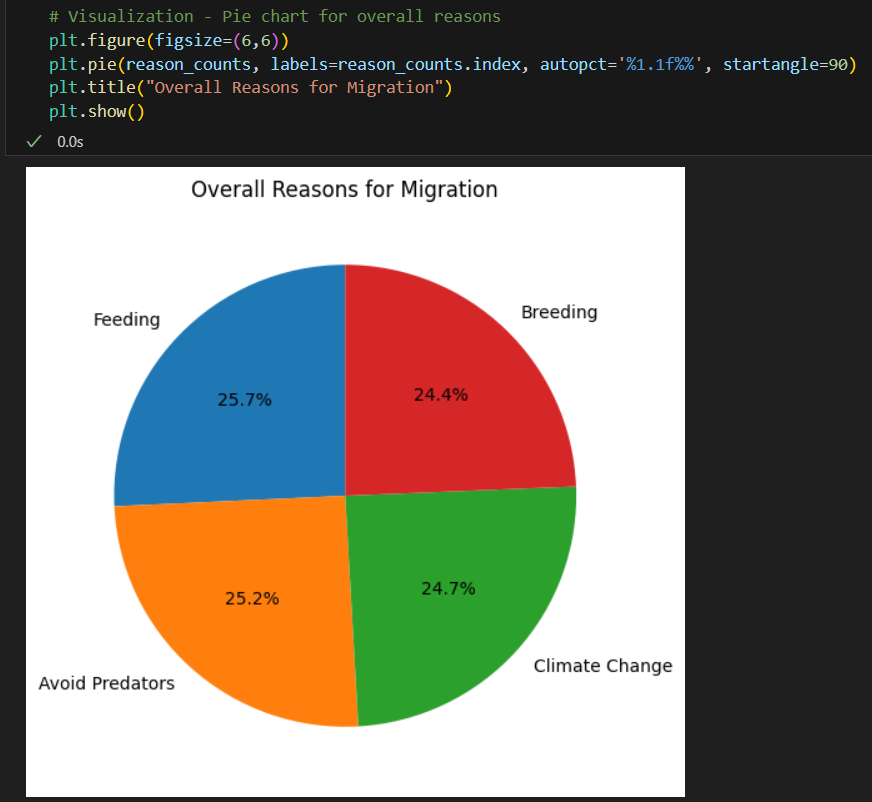 # Visualization - Pie chart for overall reasons
plt.figure(figsize=(6,6))
plt.pie(reason_counts, labels=reason_counts.index, autopct='%1.1f%%', startangle=90)
plt.title("Overall Reasons for Migration")
plt.show()
0.0s
Overall Reasons for Migration
Feeding
Breeding
25.7%
24.4%
25.2%
24.7%
Avoid Predators
Climate Change